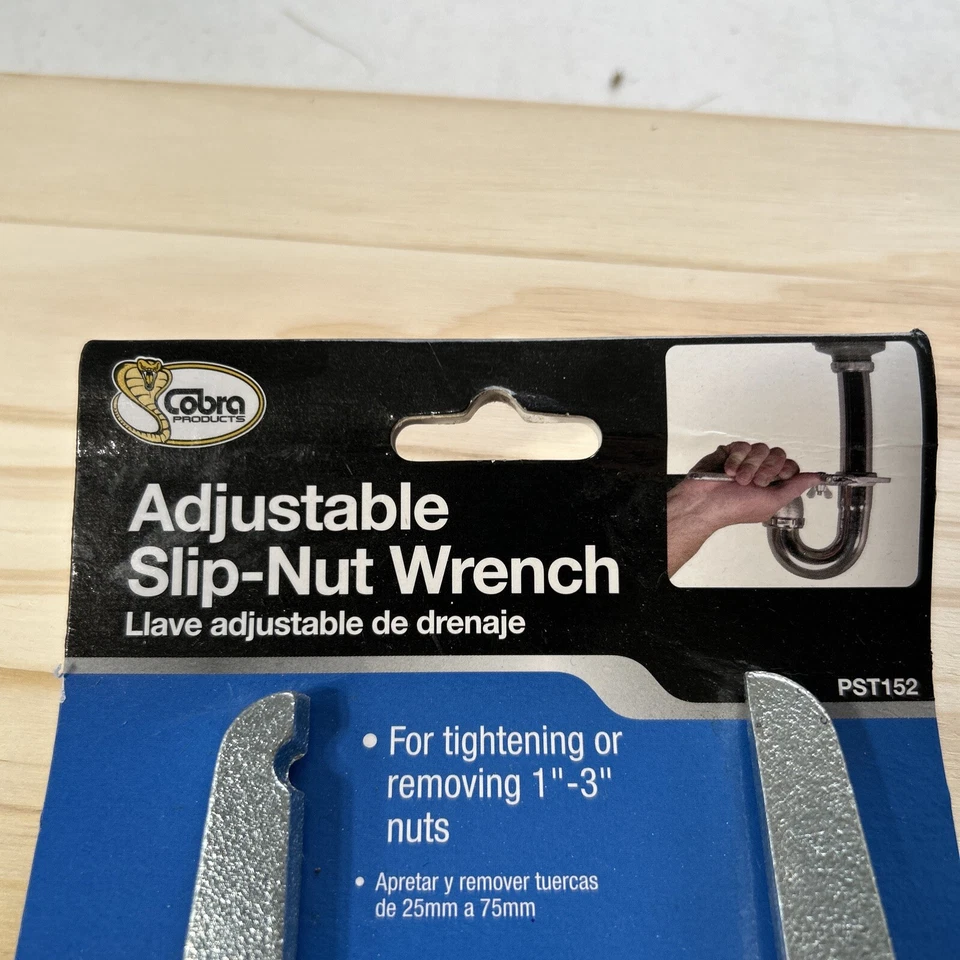 Cobra
PRODUCTS
Adjustable
Slip-Nut Wrench
Llave adjustable de drenaje
PST152
• For tightening or
removing 1"-3"
nuts
• Apretar y remover tuercas
de 25mm a 75mm